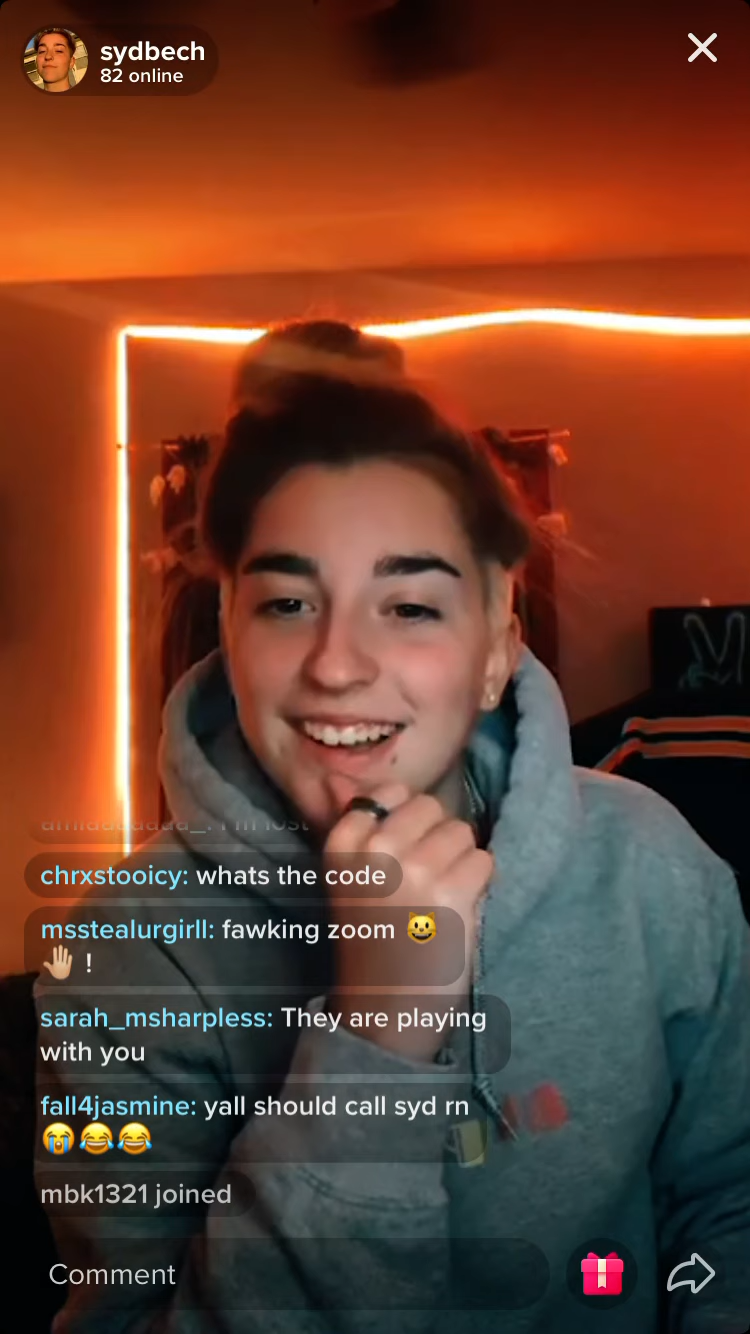 sydbech
82 online
I'm lost
chrxstooicy: whats the code
msstealurgirll: fawking zoom 😺
🤚🏻 !
sarah_msharpless: They are playing
with you
fall4jasmine: yall should call syd rn
😭😂😂
mbk1321 joined
Comment